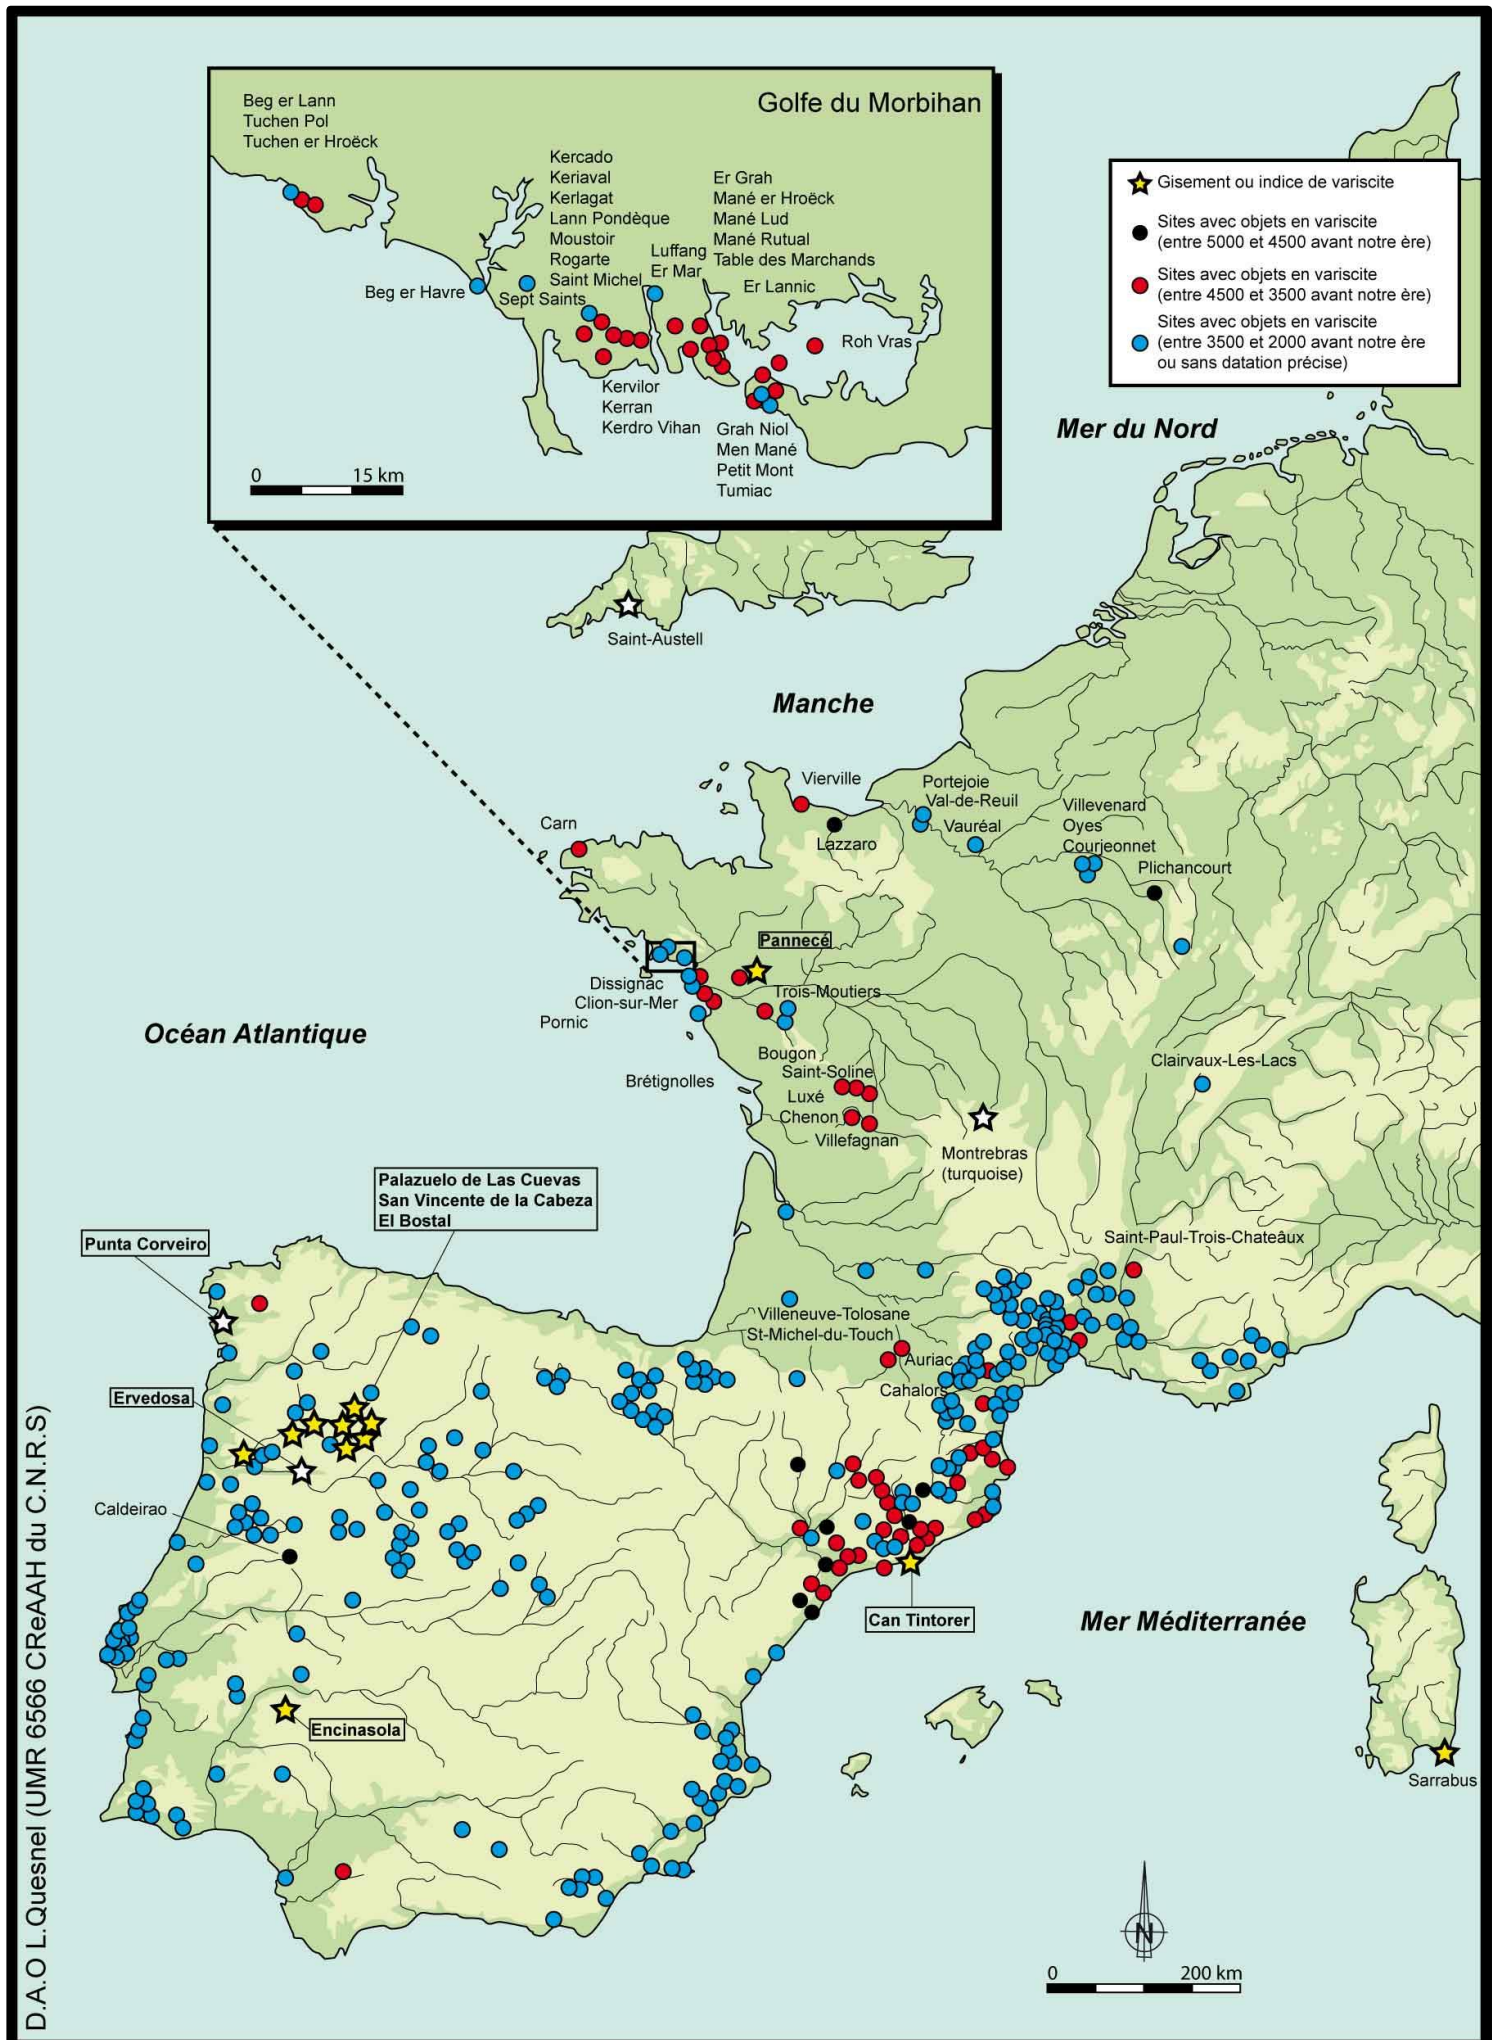 Golfe du Morbihan
Beg er Lann
Tuchen Pol
Tuchen er Hroëck
Kercado
Keriaval
Kerlagat
Lann Pondèque
Moustoir
Rogarte
Saint Michel
Er Grah
Mané er Hroëck
Mané Lud
Mané Rutual
Table des Marchands
Luffang
Er Mar
Er Lannic
Beg er Havre
Sept Saints
Roh Vras
Kervilor
Kerran
Kerdro Vihan
Grah Niol
Men Mané
Petit Mont
Tumiac
0 15 km
Gisement ou indice de variscite
Sites avec objets en variscite
(entre 5000 et 4500 avant notre ère)
Sites avec objets en variscite
(entre 4500 et 3500 avant notre ère)
Sites avec objets en variscite
(entre 3500 et 2000 avant notre ère
ou sans datation précise)
Mer du Nord
Saint-Austell
Manche
Vierville
Lazzaro
Portejoie
Val-de-Reuil
Vauréal
Villevenard
Oyes
Courjeonnet
Plichancourt
Carn
Pannecé
Dissignac
Clion-sur-Mer
Pornic
Trois-Moutiers
Océan Atlantique
Brétignolles
Bougon
Saint-Soline
Luxé
Chenon
Villefagnan
Clairvaux-Les-Lacs
Montrebras
(turquoise)
Palazuelo de Las Cuevas
San Vincente de la Cabeza
El Bostal
Punta Corveiro
Saint-Paul-Trois-Chateâux
Villeneuve-Tolosane
St-Michel-du-Touch
Auriac
Cahalors
Ervedosa
Caldeirao
Can Tintorer
Mer Méditerranée
Encinasola
Sarrabus
N
0 200 km
D.A.O L.Quesnel (UMR 6566 CReAAH du C.N.R.S)